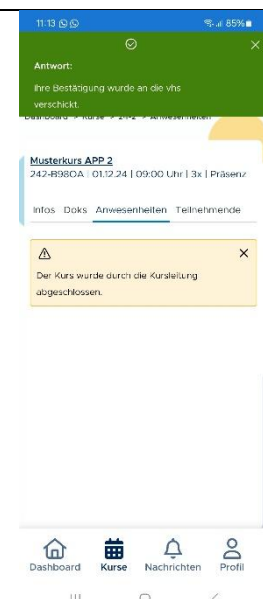 11:13 85%
Antwort:
Ihre Bestätigung wurde an die vhs
verschickt.
Dashboard > Kurse > 24-2 > Anwesenheiten
Musterkurs APP 2
242-B980A | 01.12.24 | 09:00 Uhr | 3x | Präsenz
Infos Doks Anwesenheiten Teilnehmende
Der Kurs wurde durch die Kursleitung
abgeschlossen.
Dashboard Kurse Nachrichten Profil